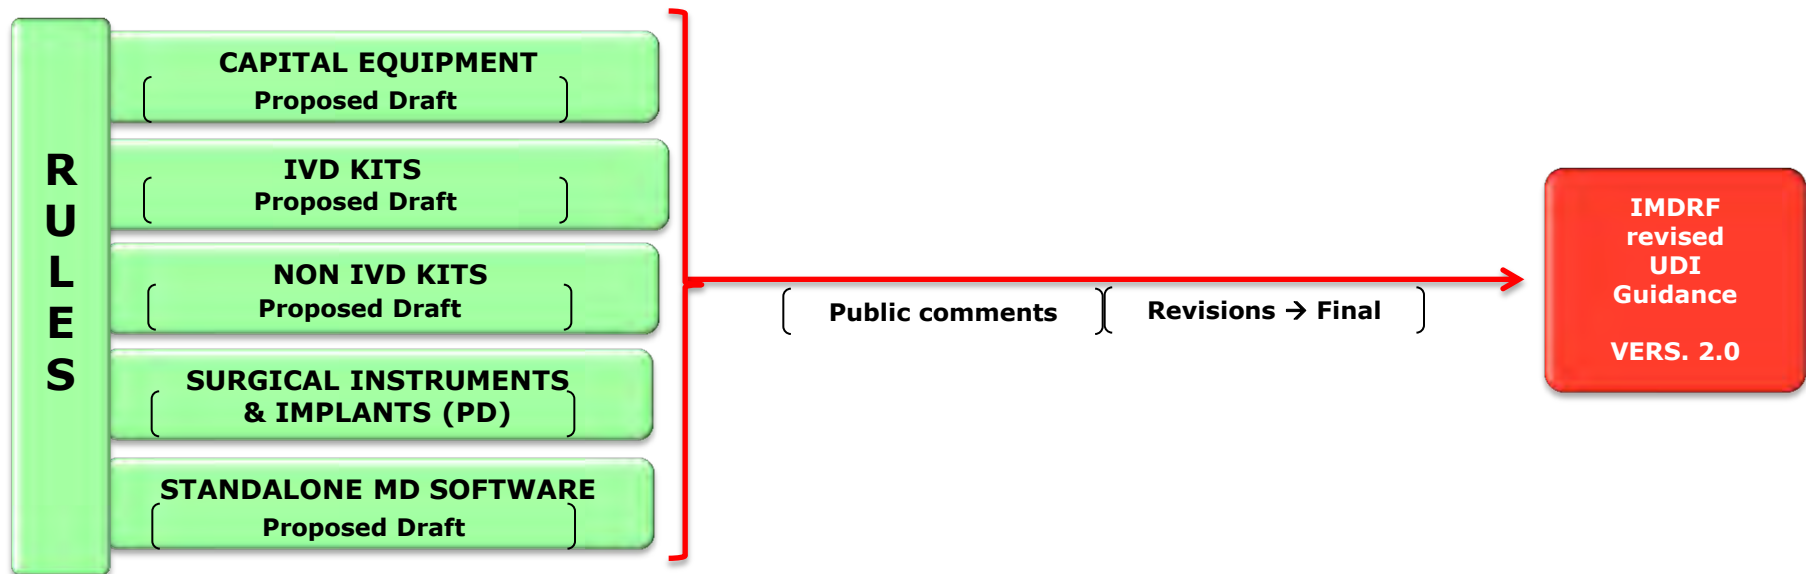 RULES
CAPITAL EQUIPMENT
Proposed Draft
IVD KITS
Proposed Draft
NON IVD KITS
Proposed Draft
SURGICAL INSTRUMENTS
& IMPLANTS (PD)
STANDALONE MD SOFTWARE
Proposed Draft
Public comments
Revisions → Final
IMDRF
revised
UDI
Guidance
VERS. 2.0